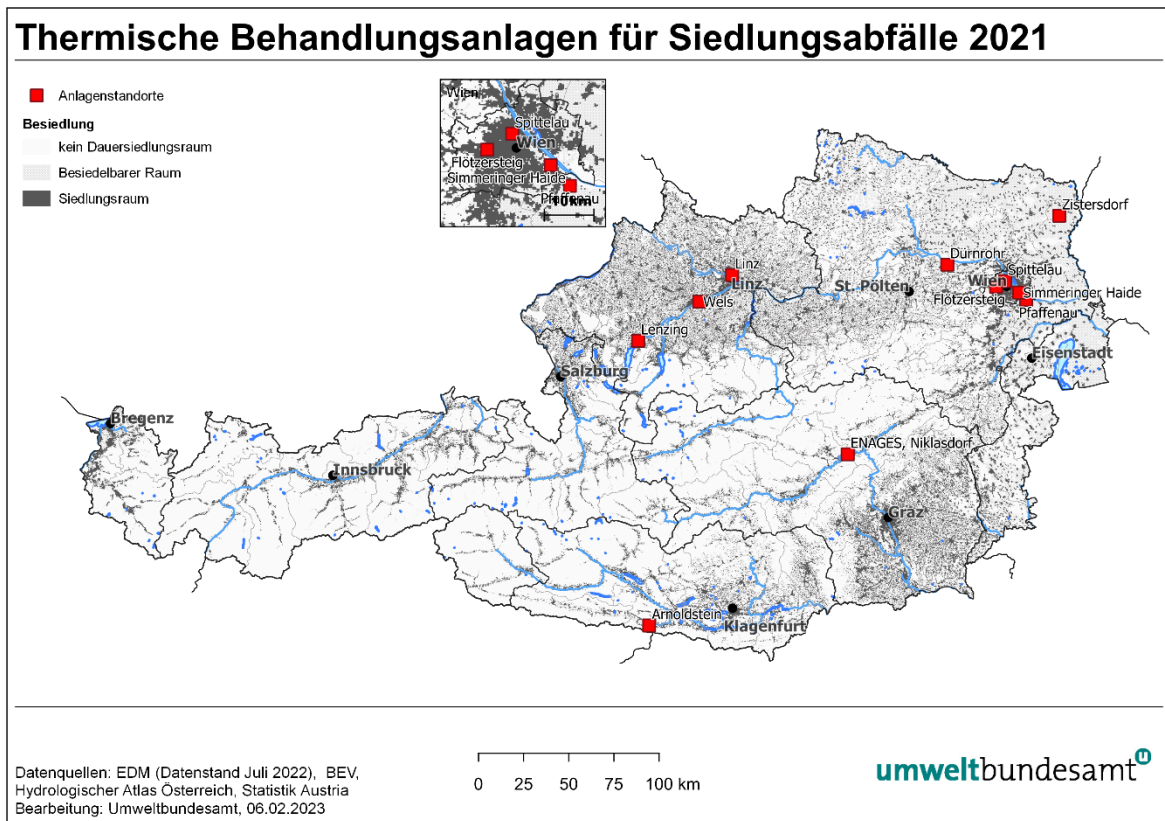 Thermische Behandlungsanlagen für Siedlungsabfälle 2021
Anlagenstandorte
Besiedlung
kein Dauersiedlungsraum
Besiedelbarer Raum
Siedlungsraum
Wien
Spittelau
Wien
Flötzersteig
Simmeringer Haide
Pfaffenau
10km
Zistersdorf
Dürnrohr
Linz
Linz
Spittelau
Wien
St. Pölten
Simmeringer Haide
Flötzersteig
Wels
Pfaffenau
Lenzing
Eisenstadt
Salzburg
Bregenz
ENAGES, Niklasdorf
Innsbruck
Graz
Arnoldstein
Klagenfurt
Datenquellen: EDM (Datenstand Juli 2022), BEV,
Hydrologischer Atlas Österreich, Statistik Austria
Bearbeitung: Umweltbundesamt, 06.02.2023
0 25 50 75 100 km
umweltbundesamt
u